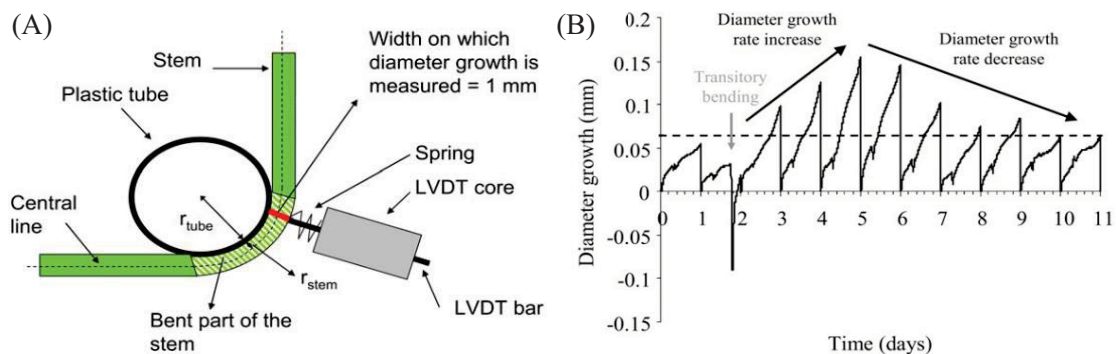 (A)
Stem
Width on which
diameter growth is
measured = 1 mm
Plastic tube
Spring
LVDT core
Central
line
rtube
rstem
LVDT bar
Bent part of the
stem
(B)
Diameter growth
rate increase
Diameter growth
rate decrease
Transitory
bending
Diameter growth (mm)
0.2
0.15
0.10
0.05
0
-0.05
-0.1
-0.15
0 1 2 3 4 5 6 7 8 9 10 11
Time (days)